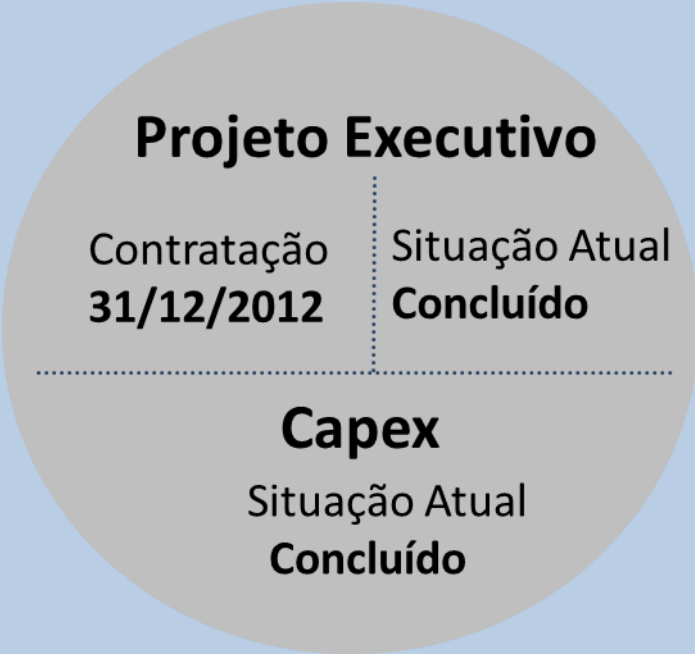 Projeto Executivo
Contratação
31/12/2012
Situação Atual
Concluído
Capex
Situação Atual
Concluído